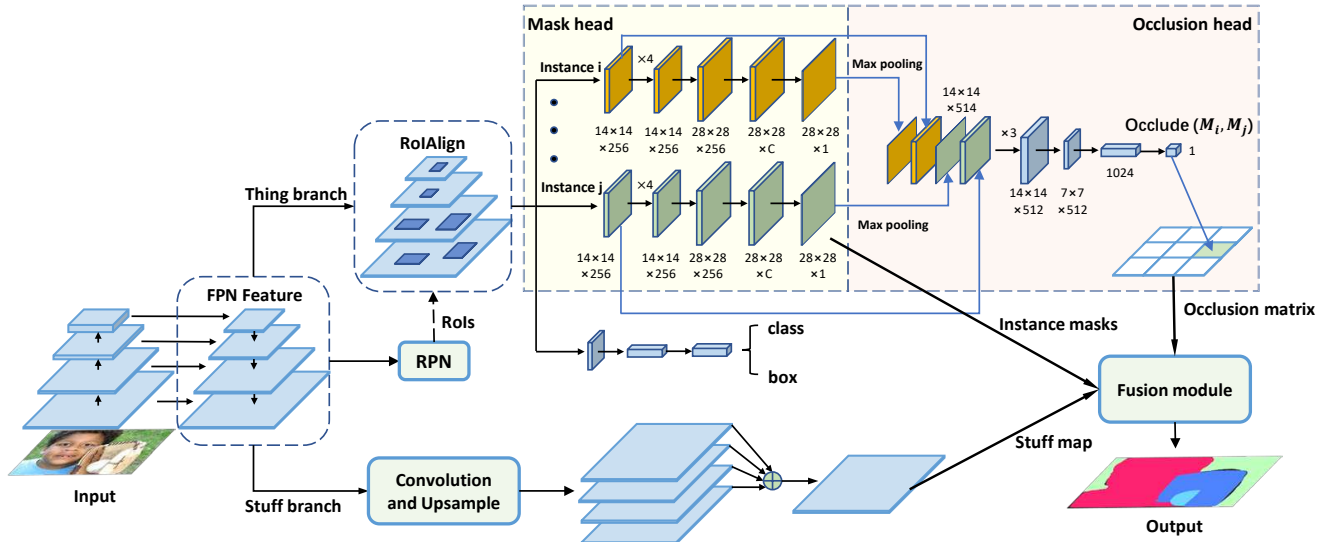 Mask head
Occlusion head
Instance i
×4
Max pooling
14×14
×256
14×14
×256
28×28
×256
28×28
×C
28×28
×1
14×14
×514
×3
Occlude (M_i, M_j)
1
1024
14×14
×512
7×7
×512
RoIAlign
Thing branch
Instance j
×4
Max pooling
14×14
×256
14×14
×256
28×28
×256
28×28
×C
28×28
×1
FPN Feature
RoIs
RPN
class
box
Instance masks
Occlusion matrix
Fusion module
Stuff map
Input
Stuff branch
Convolution
and Upsample
Output